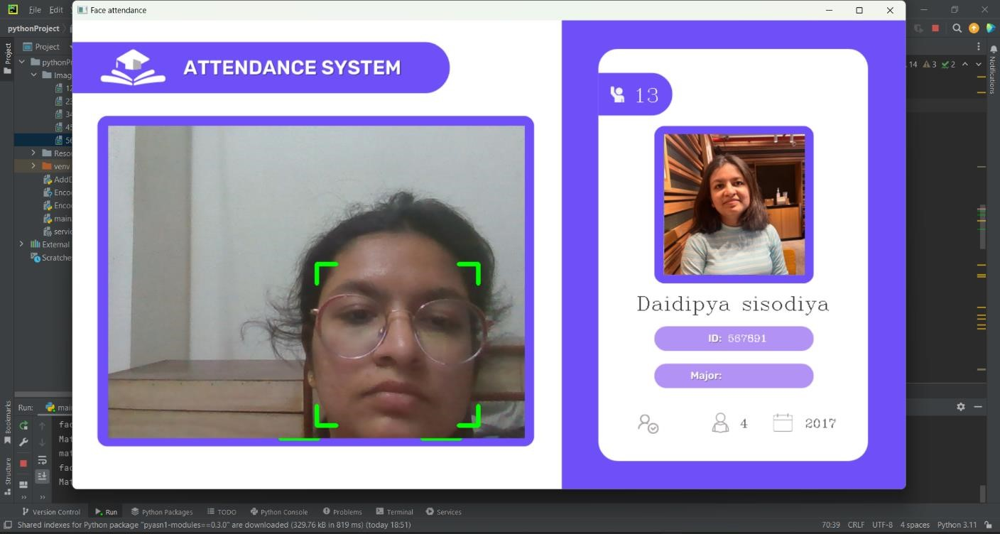 File Edit
Face attendance
pythonProject
Project
Project
pythonPr
Imag
12
23
34
45
56
Reso
venv
AddD
Enco
Enco
main
servic
External
Scratche
ATTENDANCE SYSTEM
13
Daidipya sisodiya
ID: 567891
Major:
4
2017
14 3 2
Notifications
Bookmarks
Structure
Run: mai
fac
Mat
mat
fac
Mat
Version Control Run Python Packages TODO Python Console Problems Terminal Services
Shared indexes for Python package "pyasn1-modules==0.3.0" are downloaded (329.76 kB in 819 ms) (today 18:51)
70:39 CRLF UTF-8 4 spaces Python 3.11